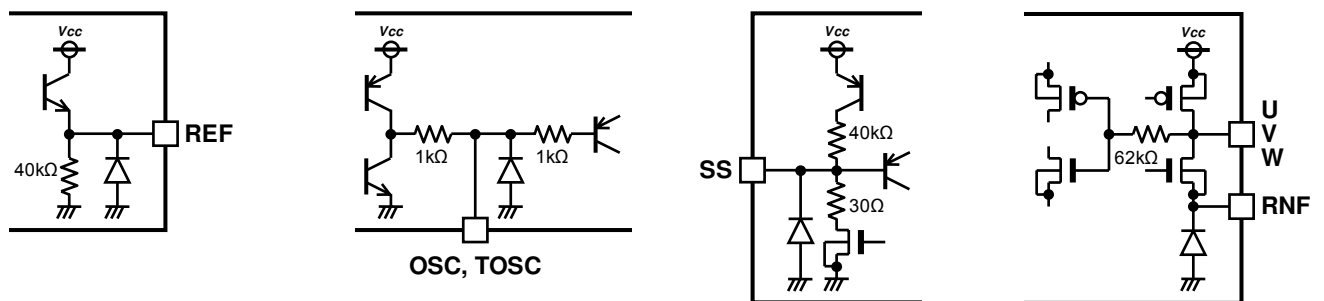 Vcc
REF
40kΩ
Vcc
1kΩ
1kΩ
OSC, TOSC
Vcc
40kΩ
SS
30Ω
Vcc
U
V
W
62kΩ
RNF